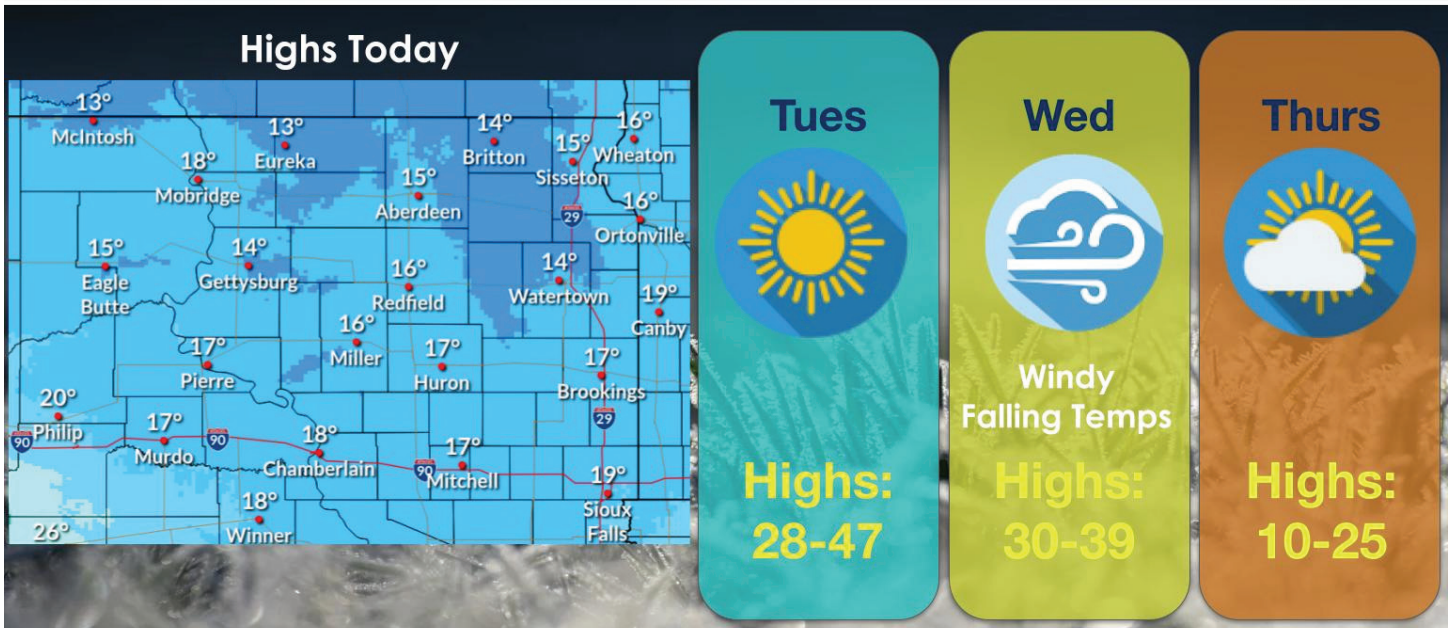 Highs Today
13°
McIntosh
13°
Eureka
14°
Britton
15°
Sisseton
16°
Wheaton
18°
Mobridge
15°
Aberdeen
29
16°
Ortonville
15°
Eagle
Butte
14°
Gettysburg
16°
Redfield
14°
Watertown
19°
Canby
16°
Miller
17°
Pierre
17°
Huron
17°
Brookings
20°
Philip
90
17°
Murdo
90
18°
Chamberlain
90
17°
Mitchell
29
19°
Sioux
Falls
18°
Winner
26°
Tues
Highs:
28-47
Wed
Windy
Falling Temps
Highs:
30-39
Thurs
Highs:
10-25